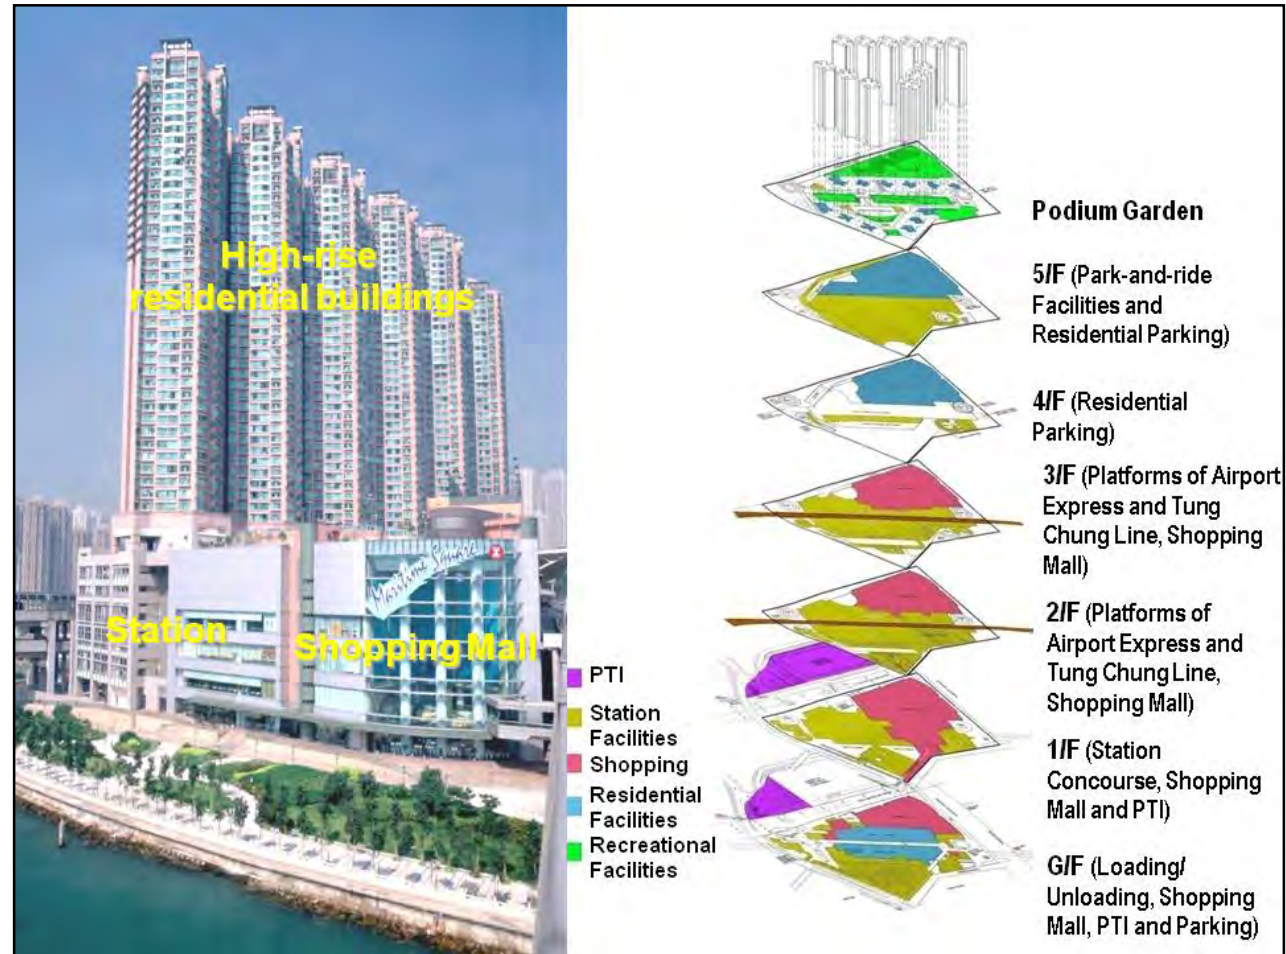 High-rise
residential buildings
Maritime Square
Station
Shopping Mall
PTI
Station
Facilities
Shopping
Residential
Facilities
Recreational
Facilities
Podium Garden
5/F (Park-and-ride
Facilities and
Residential Parking)
4/F (Residential
Parking)
3/F (Platforms of Airport
Express and Tung
Chung Line, Shopping
Mall)
2/F (Platforms of
Airport Express and
Tung Chung Line,
Shopping Mall)
1/F (Station
Concourse, Shopping
Mall and PTI)
G/F (Loading/
Unloading, Shopping
Mall, PTI and Parking)